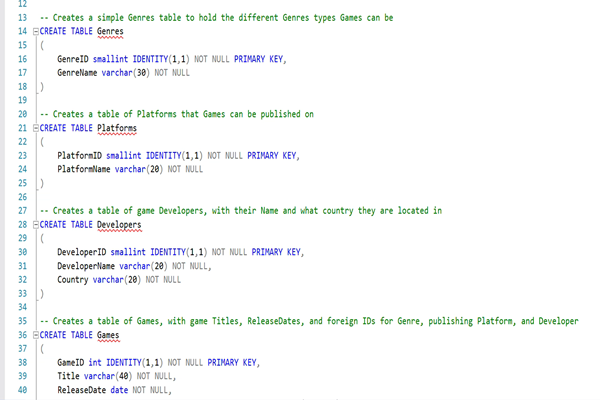 12
13 -- Creates a simple Genres table to hold the different Genres types Games can be
14 CREATE TABLE Genres
15 (
16 GenreID smallint IDENTITY(1,1) NOT NULL PRIMARY KEY,
17 GenreName varchar(30) NOT NULL
18 )
19
20 -- Creates a table of Platforms that Games can be published on
21 CREATE TABLE Platforms
22 (
23 PlatformID smallint IDENTITY(1,1) NOT NULL PRIMARY KEY,
24 PlatformName varchar(20) NOT NULL
25 )
26
27 -- Creates a table of game Developers, with their Name and what country they are located in
28 CREATE TABLE Developers
29 (
30 DeveloperID smallint IDENTITY(1,1) NOT NULL PRIMARY KEY,
31 DeveloperName varchar(20) NOT NULL,
32 Country varchar(20) NOT NULL
33 )
34
35 -- Creates a table of Games, with game Titles, ReleaseDates, and foreign IDs for Genre, publishing Platform, and Developer
36 CREATE TABLE Games
37 (
38 GameID int IDENTITY(1,1) NOT NULL PRIMARY KEY,
39 Title varchar(40) NOT NULL,
40 ReleaseDate date NOT NULL,